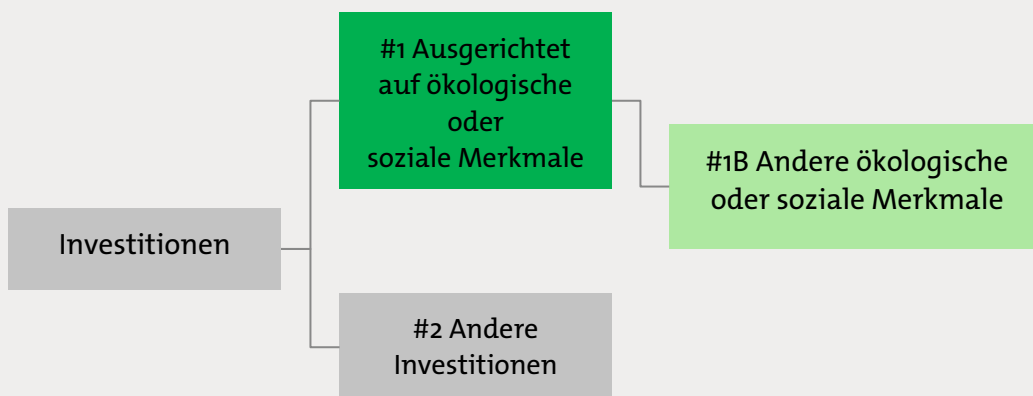 #1 Ausgerichtet
auf ökologische
oder
soziale Merkmale
#1B Andere ökologische
oder soziale Merkmale
Investitionen
#2 Andere
Investitionen